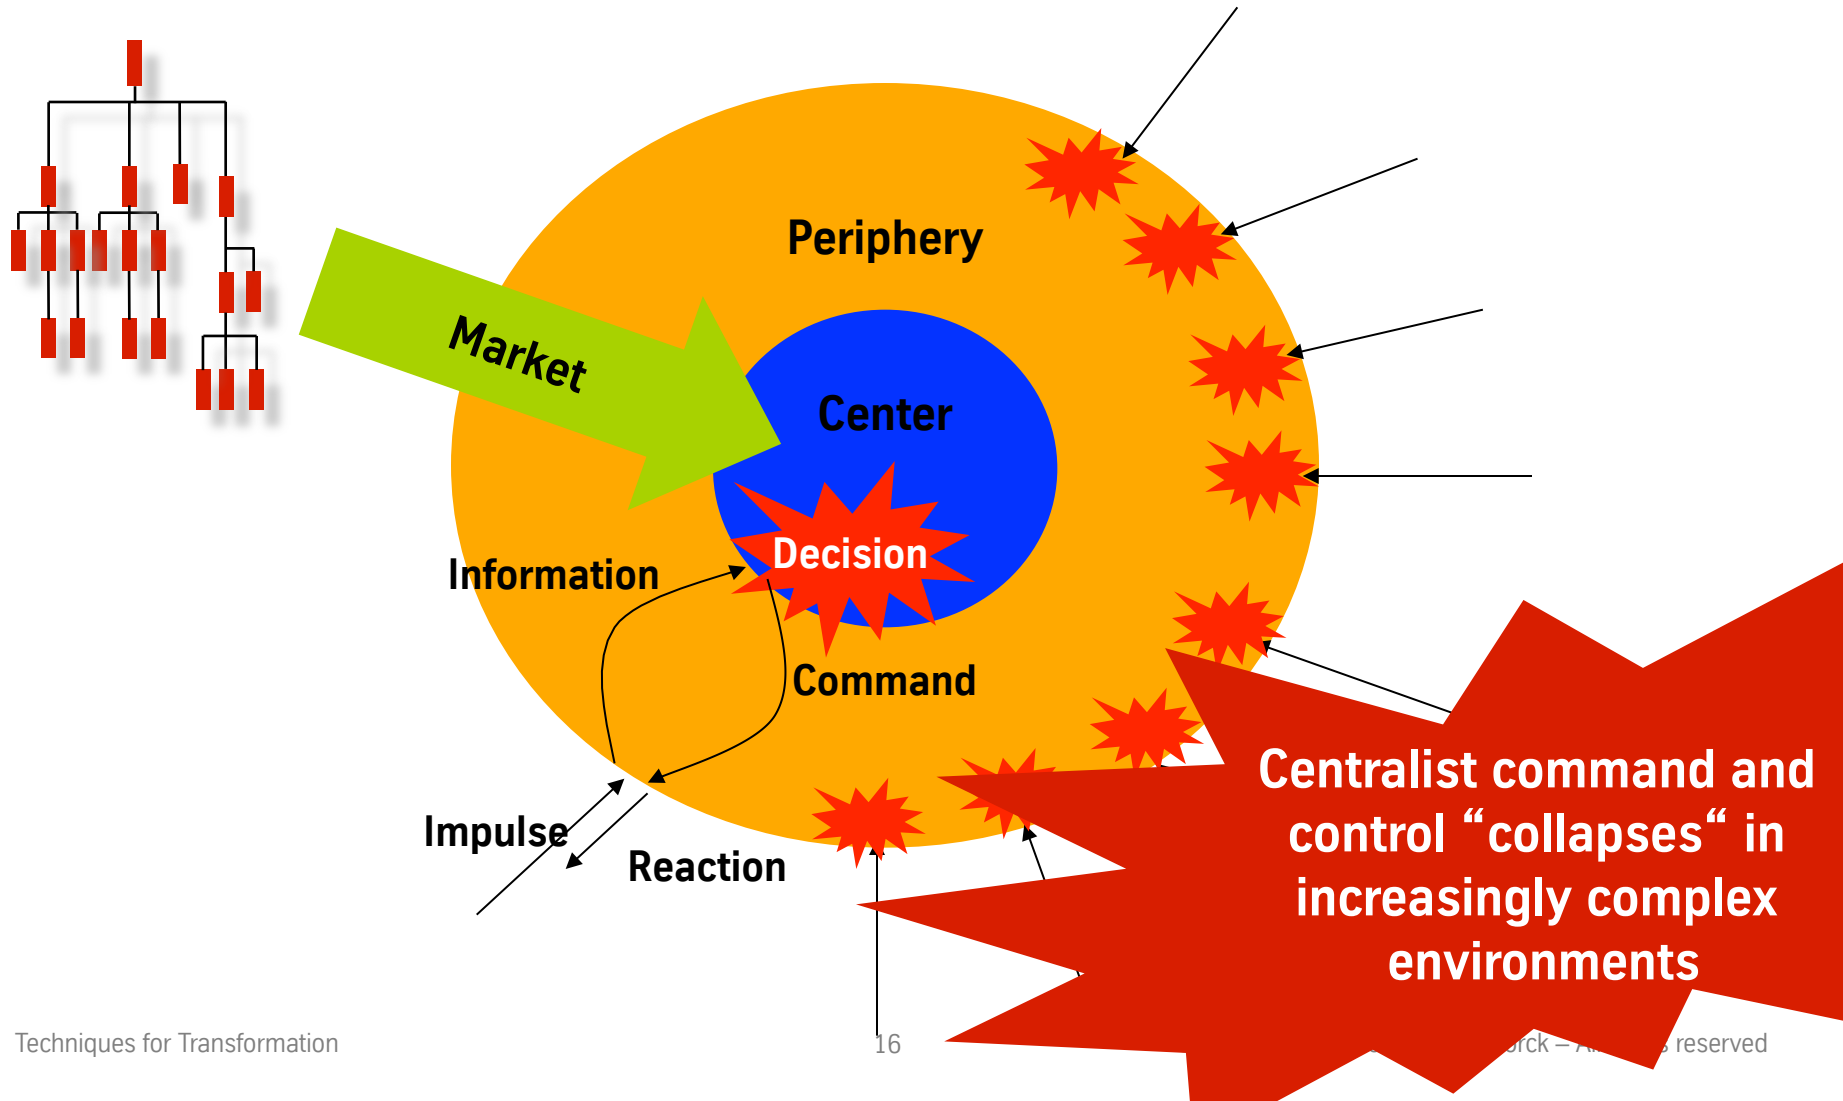 Periphery
Market
Center
Decision
Information
Command
Impulse
Reaction
Centralist command and
control “collapses“ in
increasingly complex
environments
Techniques for Transformation
16
reserved